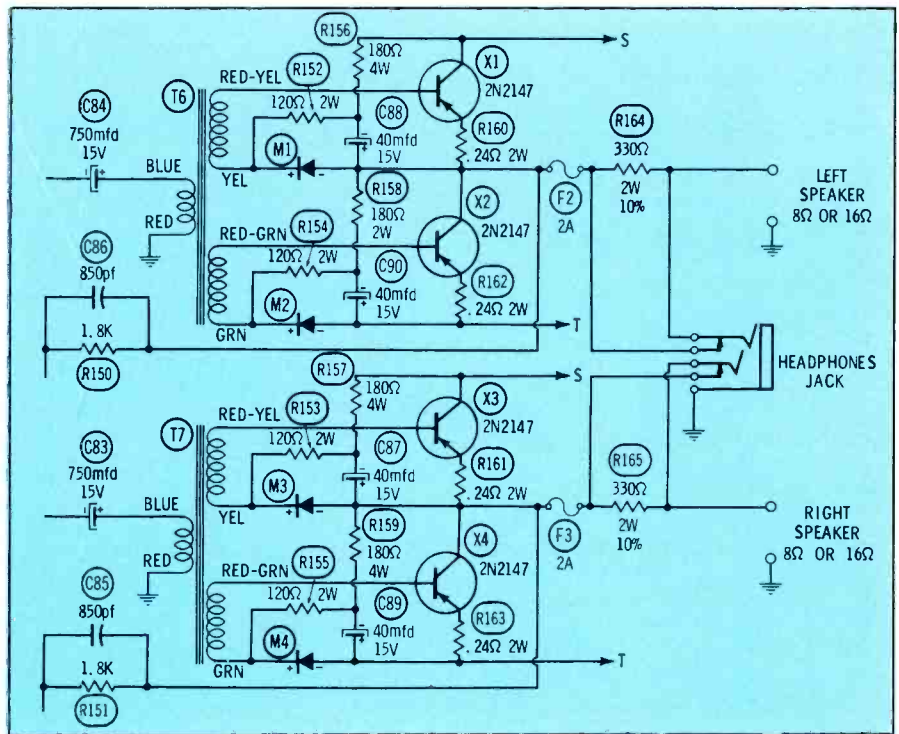 R156
180Ω
4W
S
X1
2N2147
RED-YEL
R152
120Ω 2W
C88
40mfd
15V
R160
.24Ω 2W
T6
C84
750mfd
15V
BLUE
RED
M1
+ -
YEL
R158
180Ω
2W
X2
2N2147
F2
2A
R164
330Ω
2W
10%
LEFT
SPEAKER
8Ω OR 16Ω
RED-GRN
R154
120Ω 2W
C90
40mfd
15V
R162
.24Ω 2W
C86
850pf
M2
+ -
GRN
T
1.8K
R150
R157
180Ω
4W
S
X3
2N2147
HEADPHONES
JACK
RED-YEL
R153
120Ω 2W
C87
40mfd
15V
R161
.24Ω 2W
T7
C83
750mfd
15V
BLUE
RED
M3
+ -
YEL
R159
180Ω
4W
X4
2N2147
F3
2A
R165
330Ω
2W
10%
RIGHT
SPEAKER
8Ω OR 16Ω
RED-GRN
R155
120Ω 2W
C89
40mfd
15V
R163
.24Ω 2W
C85
850pf
M4
+ -
GRN
T
1.8K
R151